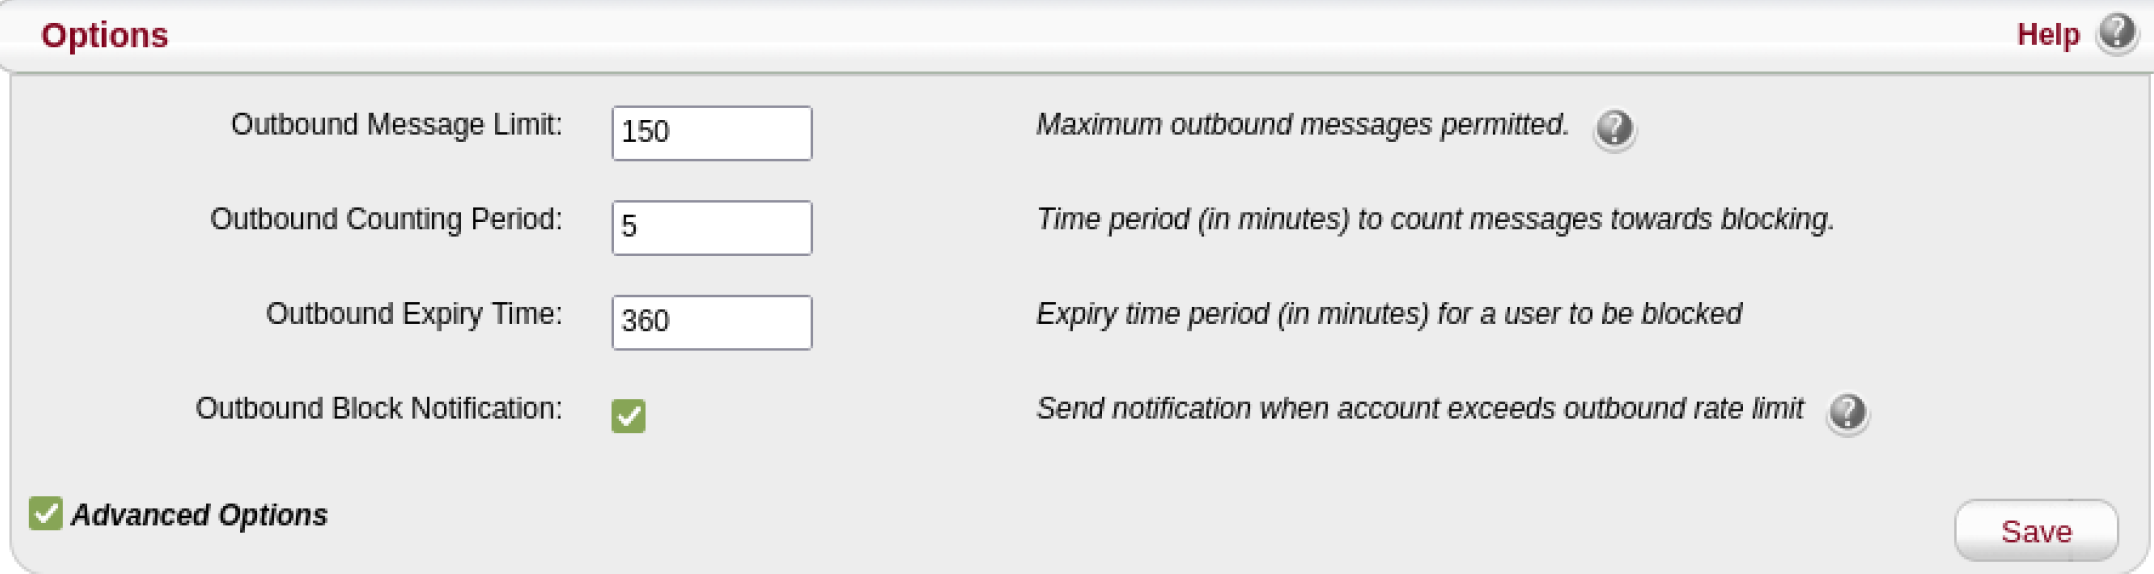 Options
Help
Outbound Message Limit: 150 Maximum outbound messages permitted.
Outbound Counting Period: 5 Time period (in minutes) to count messages towards blocking.
Outbound Expiry Time: 360 Expiry time period (in minutes) for a user to be blocked
Outbound Block Notification: Send notification when account exceeds outbound rate limit
Advanced Options
Save